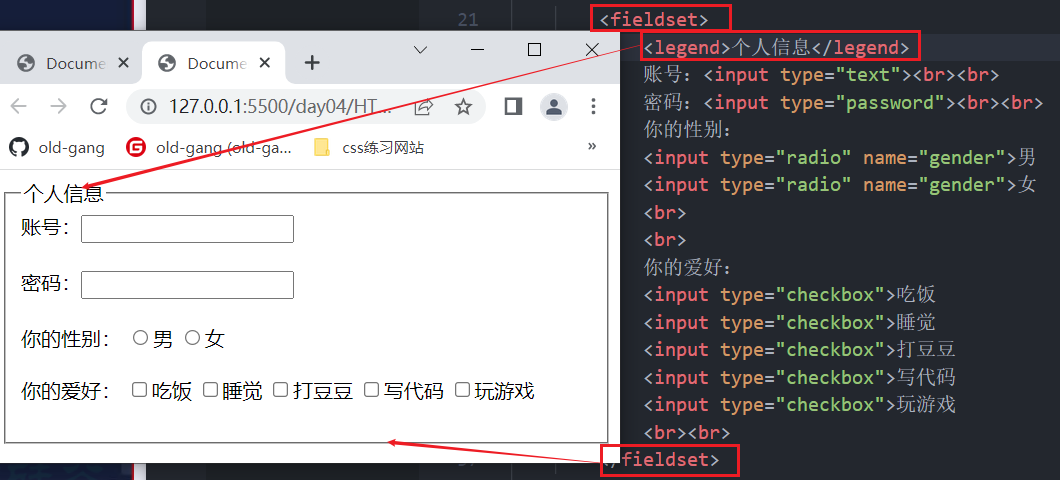 Docume
Docume
127.0.0.1:5500/day04/HT...
old-gang
old-gang (old-ga...
css练习网站
»
个人信息
账号：
密码：
你的性别： 男 女
你的爱好： 吃饭 睡觉 打豆豆 写代码 玩游戏
21
<fieldset>
<legend>个人信息</legend>
账号：<input type="text"><br><br>
密码：<input type="password"><br><br>
你的性别：
<input type="radio" name="gender">男
<input type="radio" name="gender">女
<br>
<br>
你的爱好：
<input type="checkbox">吃饭
<input type="checkbox">睡觉
<input type="checkbox">打豆豆
<input type="checkbox">写代码
<input type="checkbox">玩游戏
<br><br>
</fieldset>